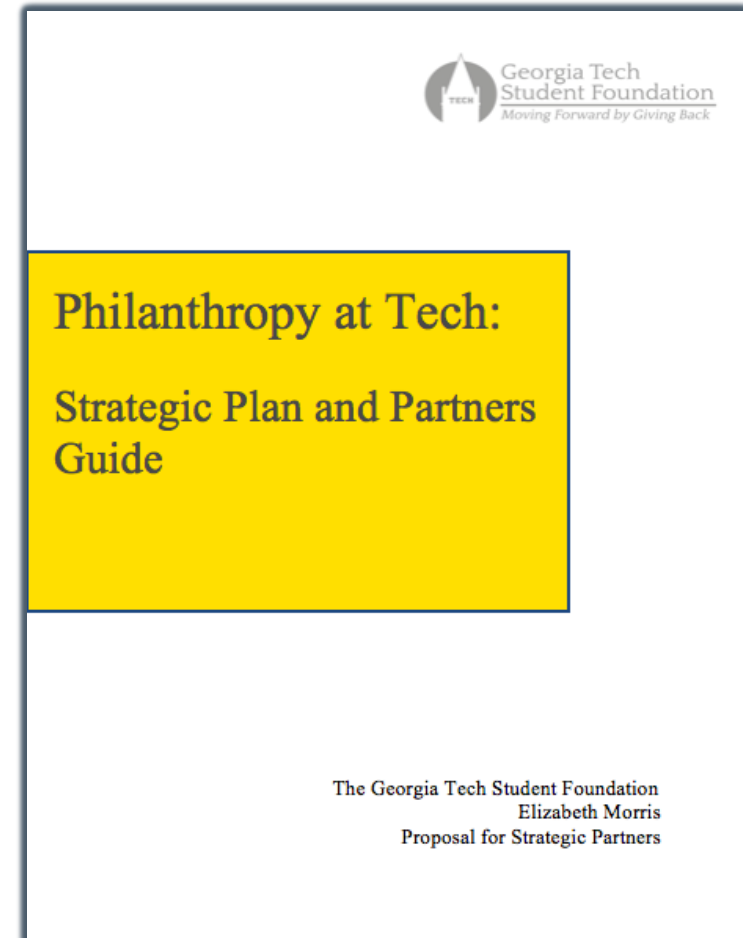 Georgia Tech
Student Foundation
TECH
Moving Forward by Giving Back
Philanthropy at Tech:
Strategic Plan and Partners
Guide
The Georgia Tech Student Foundation
Elizabeth Morris
Proposal for Strategic Partners